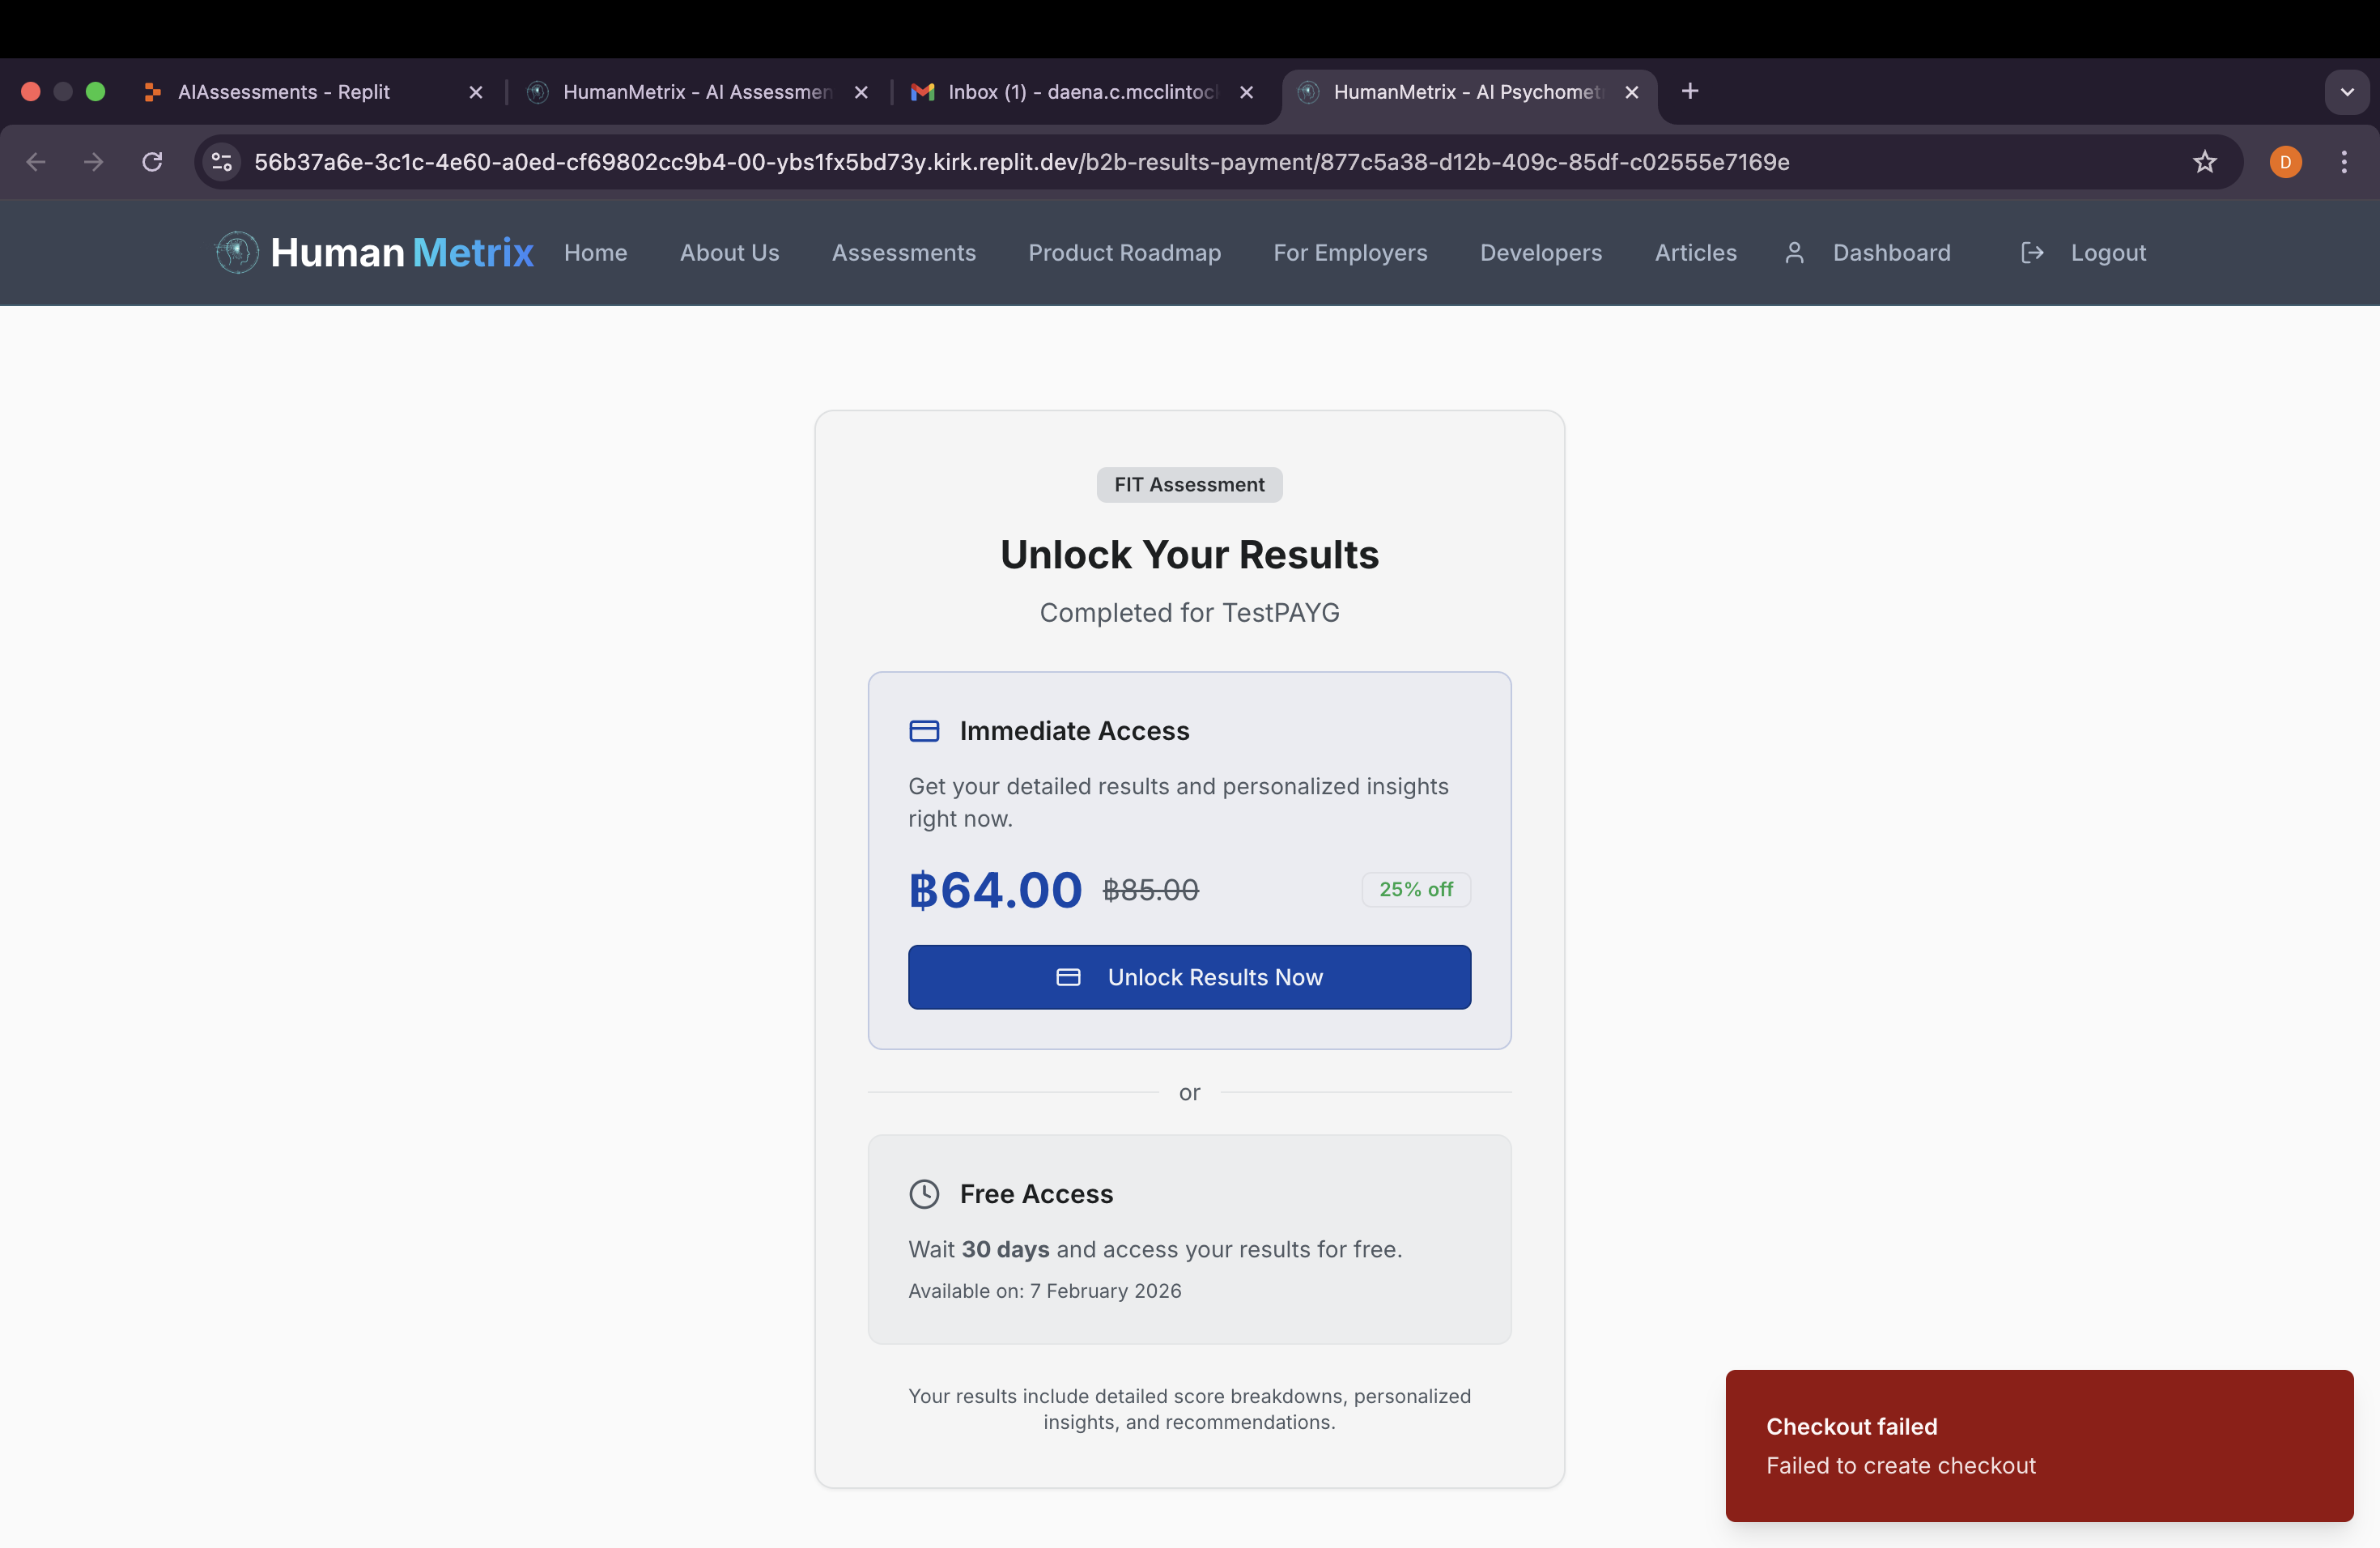 AIAssessments - Replit
HumanMetrix - AI Assessmen
Inbox (1) - daena.c.mcclintoc
HumanMetrix - AI Psychomet
56b37a6e-3c1c-4e60-a0ed-cf69802cc9b4-00-ybs1fx5bd73y.kirk.replit.dev/b2b-results-payment/877c5a38-d12b-409c-85df-c02555e7169e
D
Human Metrix
Home
About Us
Assessments
Product Roadmap
For Employers
Developers
Articles
Dashboard
Logout
FIT Assessment
Unlock Your Results
Completed for TestPAYG
Immediate Access
Get your detailed results and personalized insights
right now.
฿64.00 ฿85.00 25% off
Unlock Results Now
or
Free Access
Wait 30 days and access your results for free.
Available on: 7 February 2026
Your results include detailed score breakdowns, personalized
insights, and recommendations.
Checkout failed
Failed to create checkout